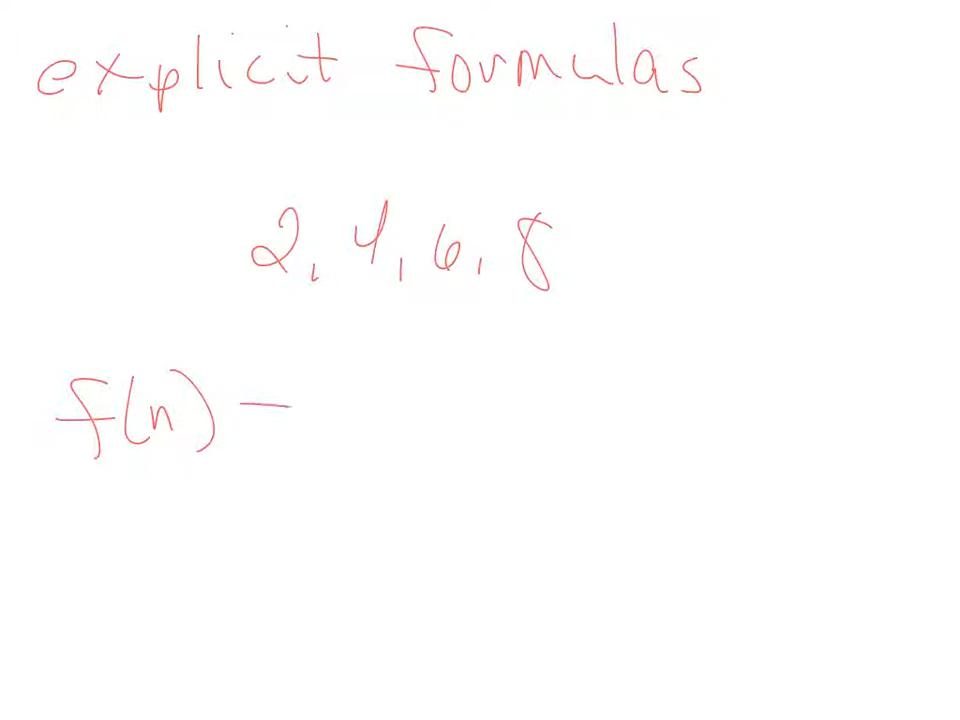 explicit formulas
2, 4, 6, 8
f(n) –